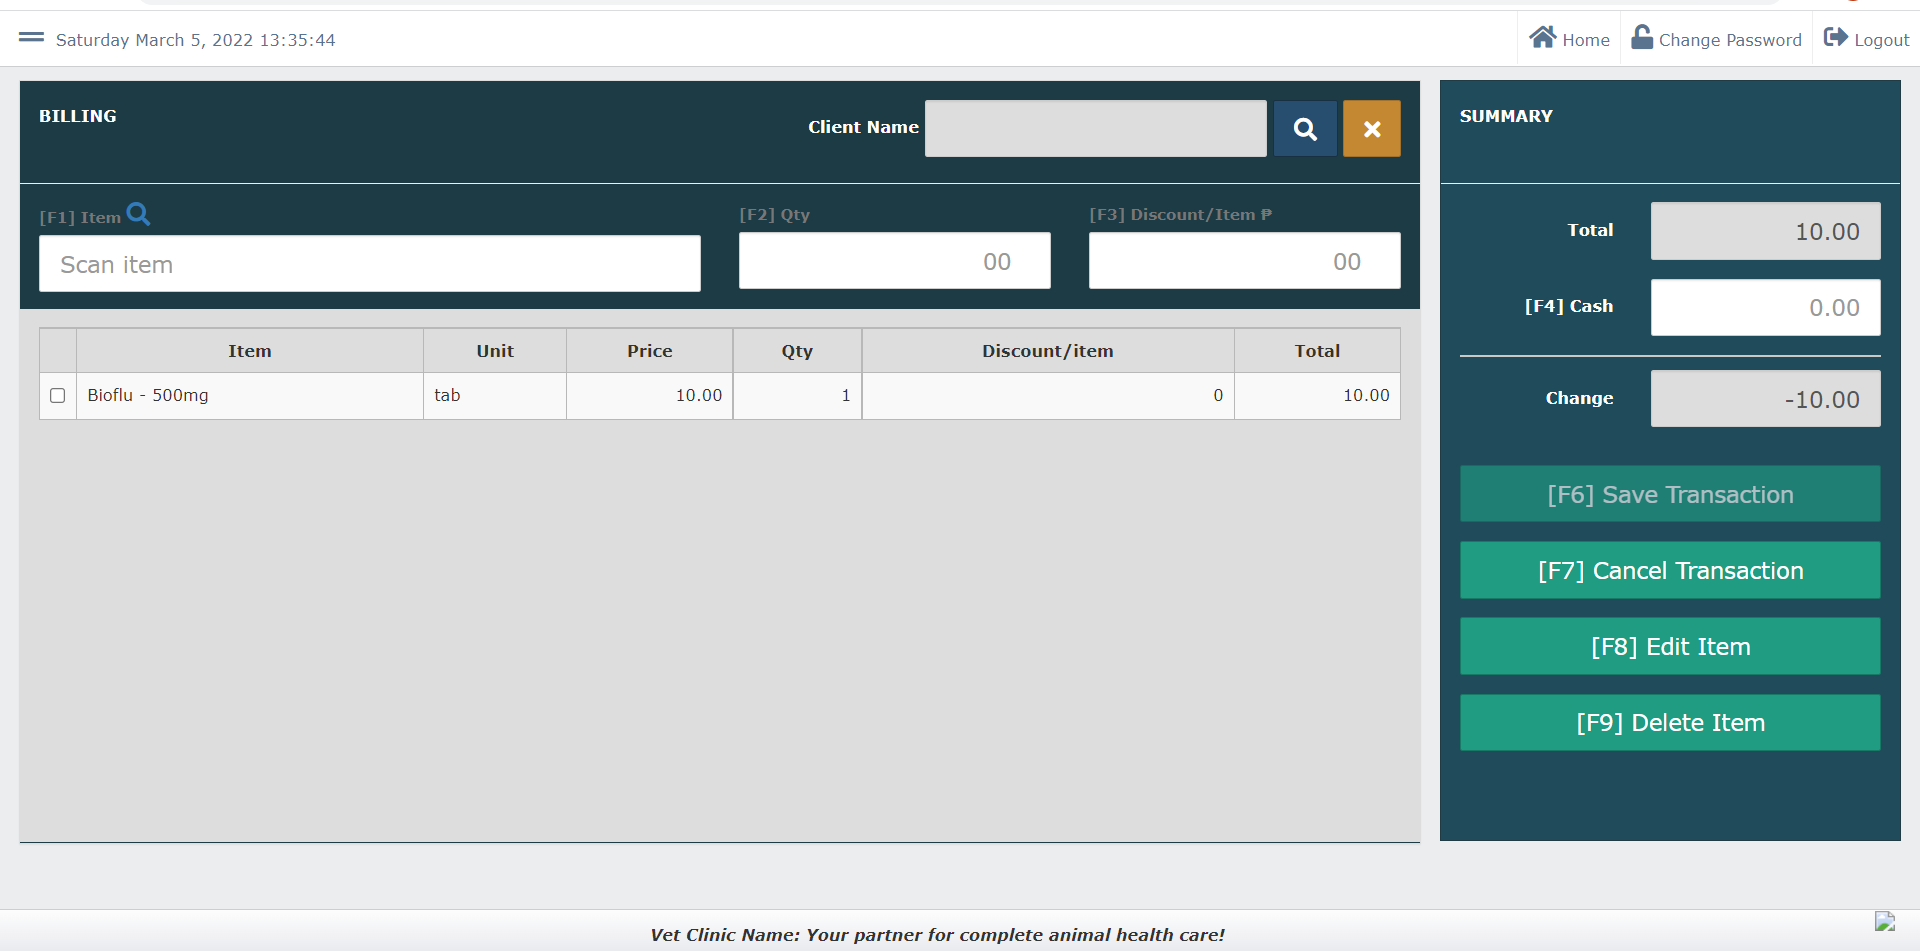 Saturday March 5, 2022 13:35:44
Home
Change Password
Logout
BILLING
Client Name
[F1] Item
Scan item
[F2] Qty
00
[F3] Discount/Item ₱
00
Item Unit Price Qty Discount/item Total
Bioflu - 500mg tab 10.00 1 0 10.00
SUMMARY
Total 10.00
[F4] Cash 0.00
Change -10.00
[F6] Save Transaction
[F7] Cancel Transaction
[F8] Edit Item
[F9] Delete Item
Vet Clinic Name: Your partner for complete animal health care!